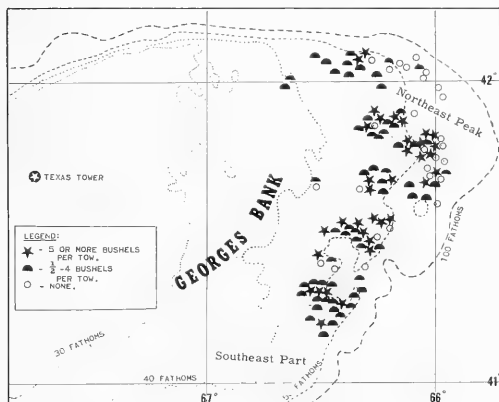 42°
Northeast Peak
TEXAS TOWER
GEORGES BANK
100 FATHOMS
LEGEND:
- 5 OR MORE BUSHELS
PER TOW.
- 1/2 -4 BUSHELS
PER TOW.
- NONE.
30 FATHOMS
Southeast Part
FATHOMS
40 FATHOMS
67°
66°
41°